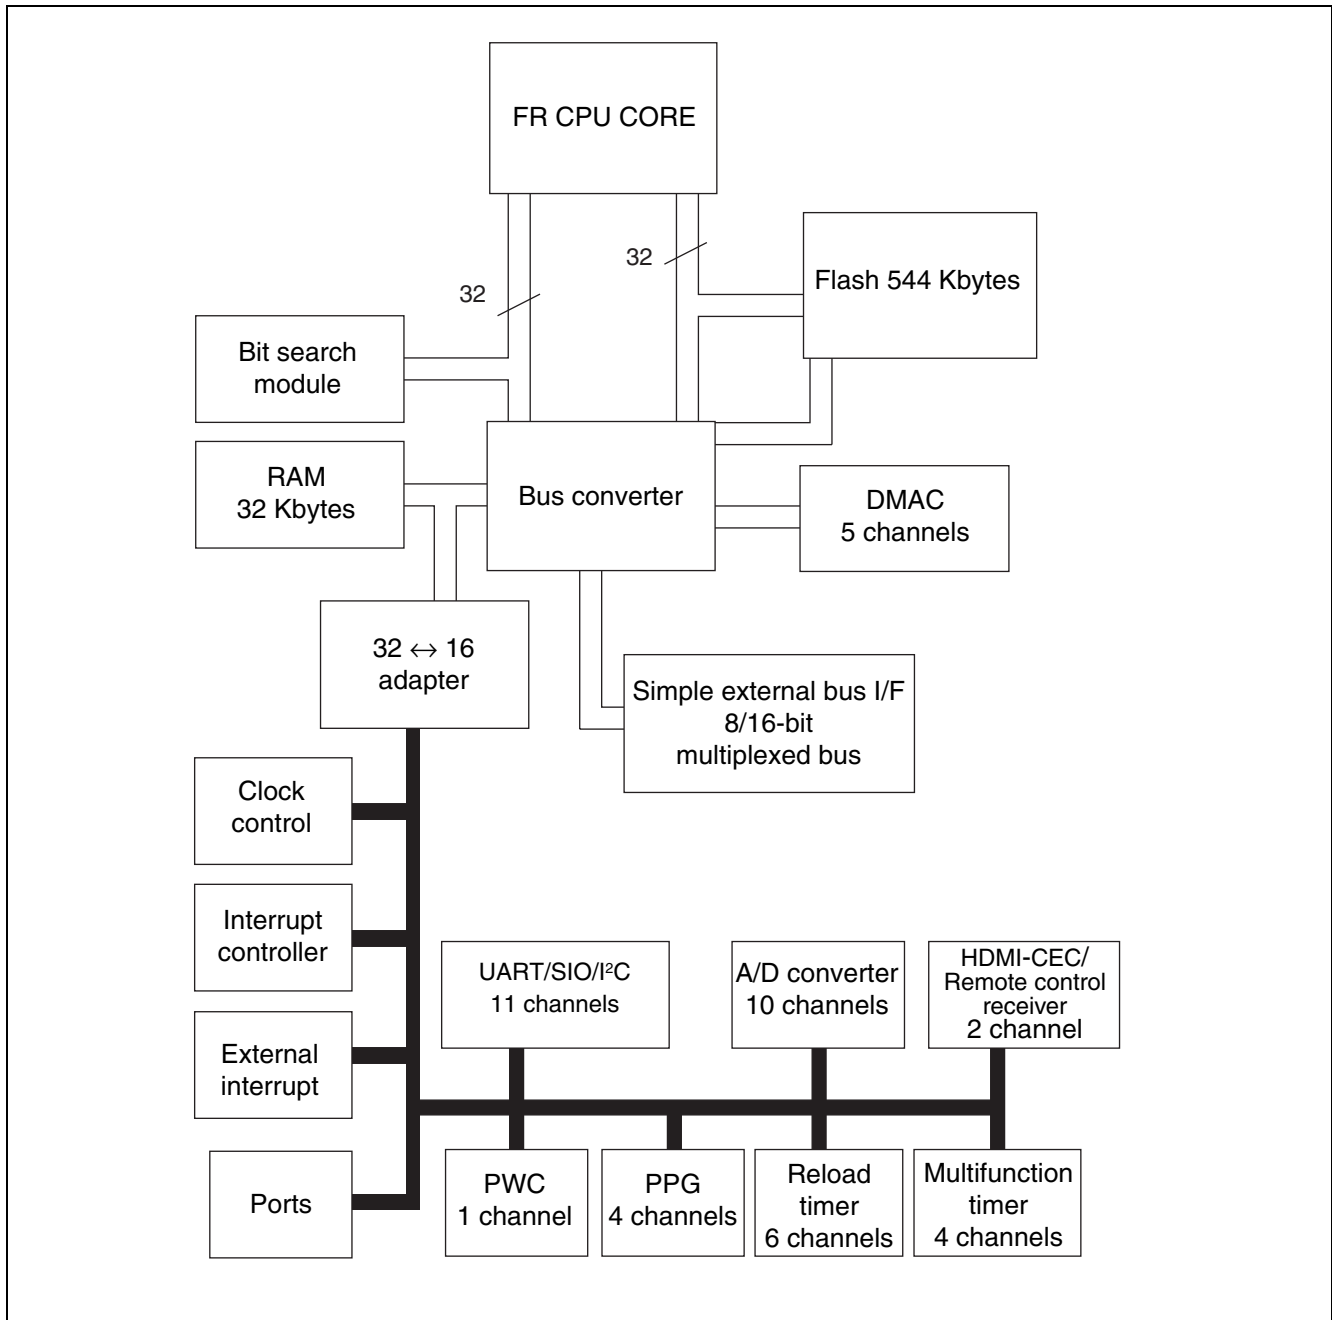 FR CPU CORE
32
Flash 544 Kbytes
32
Bit search
module
RAM
32 Kbytes
Bus converter
DMAC
5 channels
32 ↔ 16
adapter
Simple external bus I/F
8/16-bit
multiplexed bus
Clock
control
Interrupt
controller
UART/SIO/I²C
11 channels
A/D converter
10 channels
HDMI-CEC/
Remote control
receiver
2 channel
External
interrupt
Ports
PWC
1 channel
PPG
4 channels
Reload
timer
6 channels
Multifunction
timer
4 channels